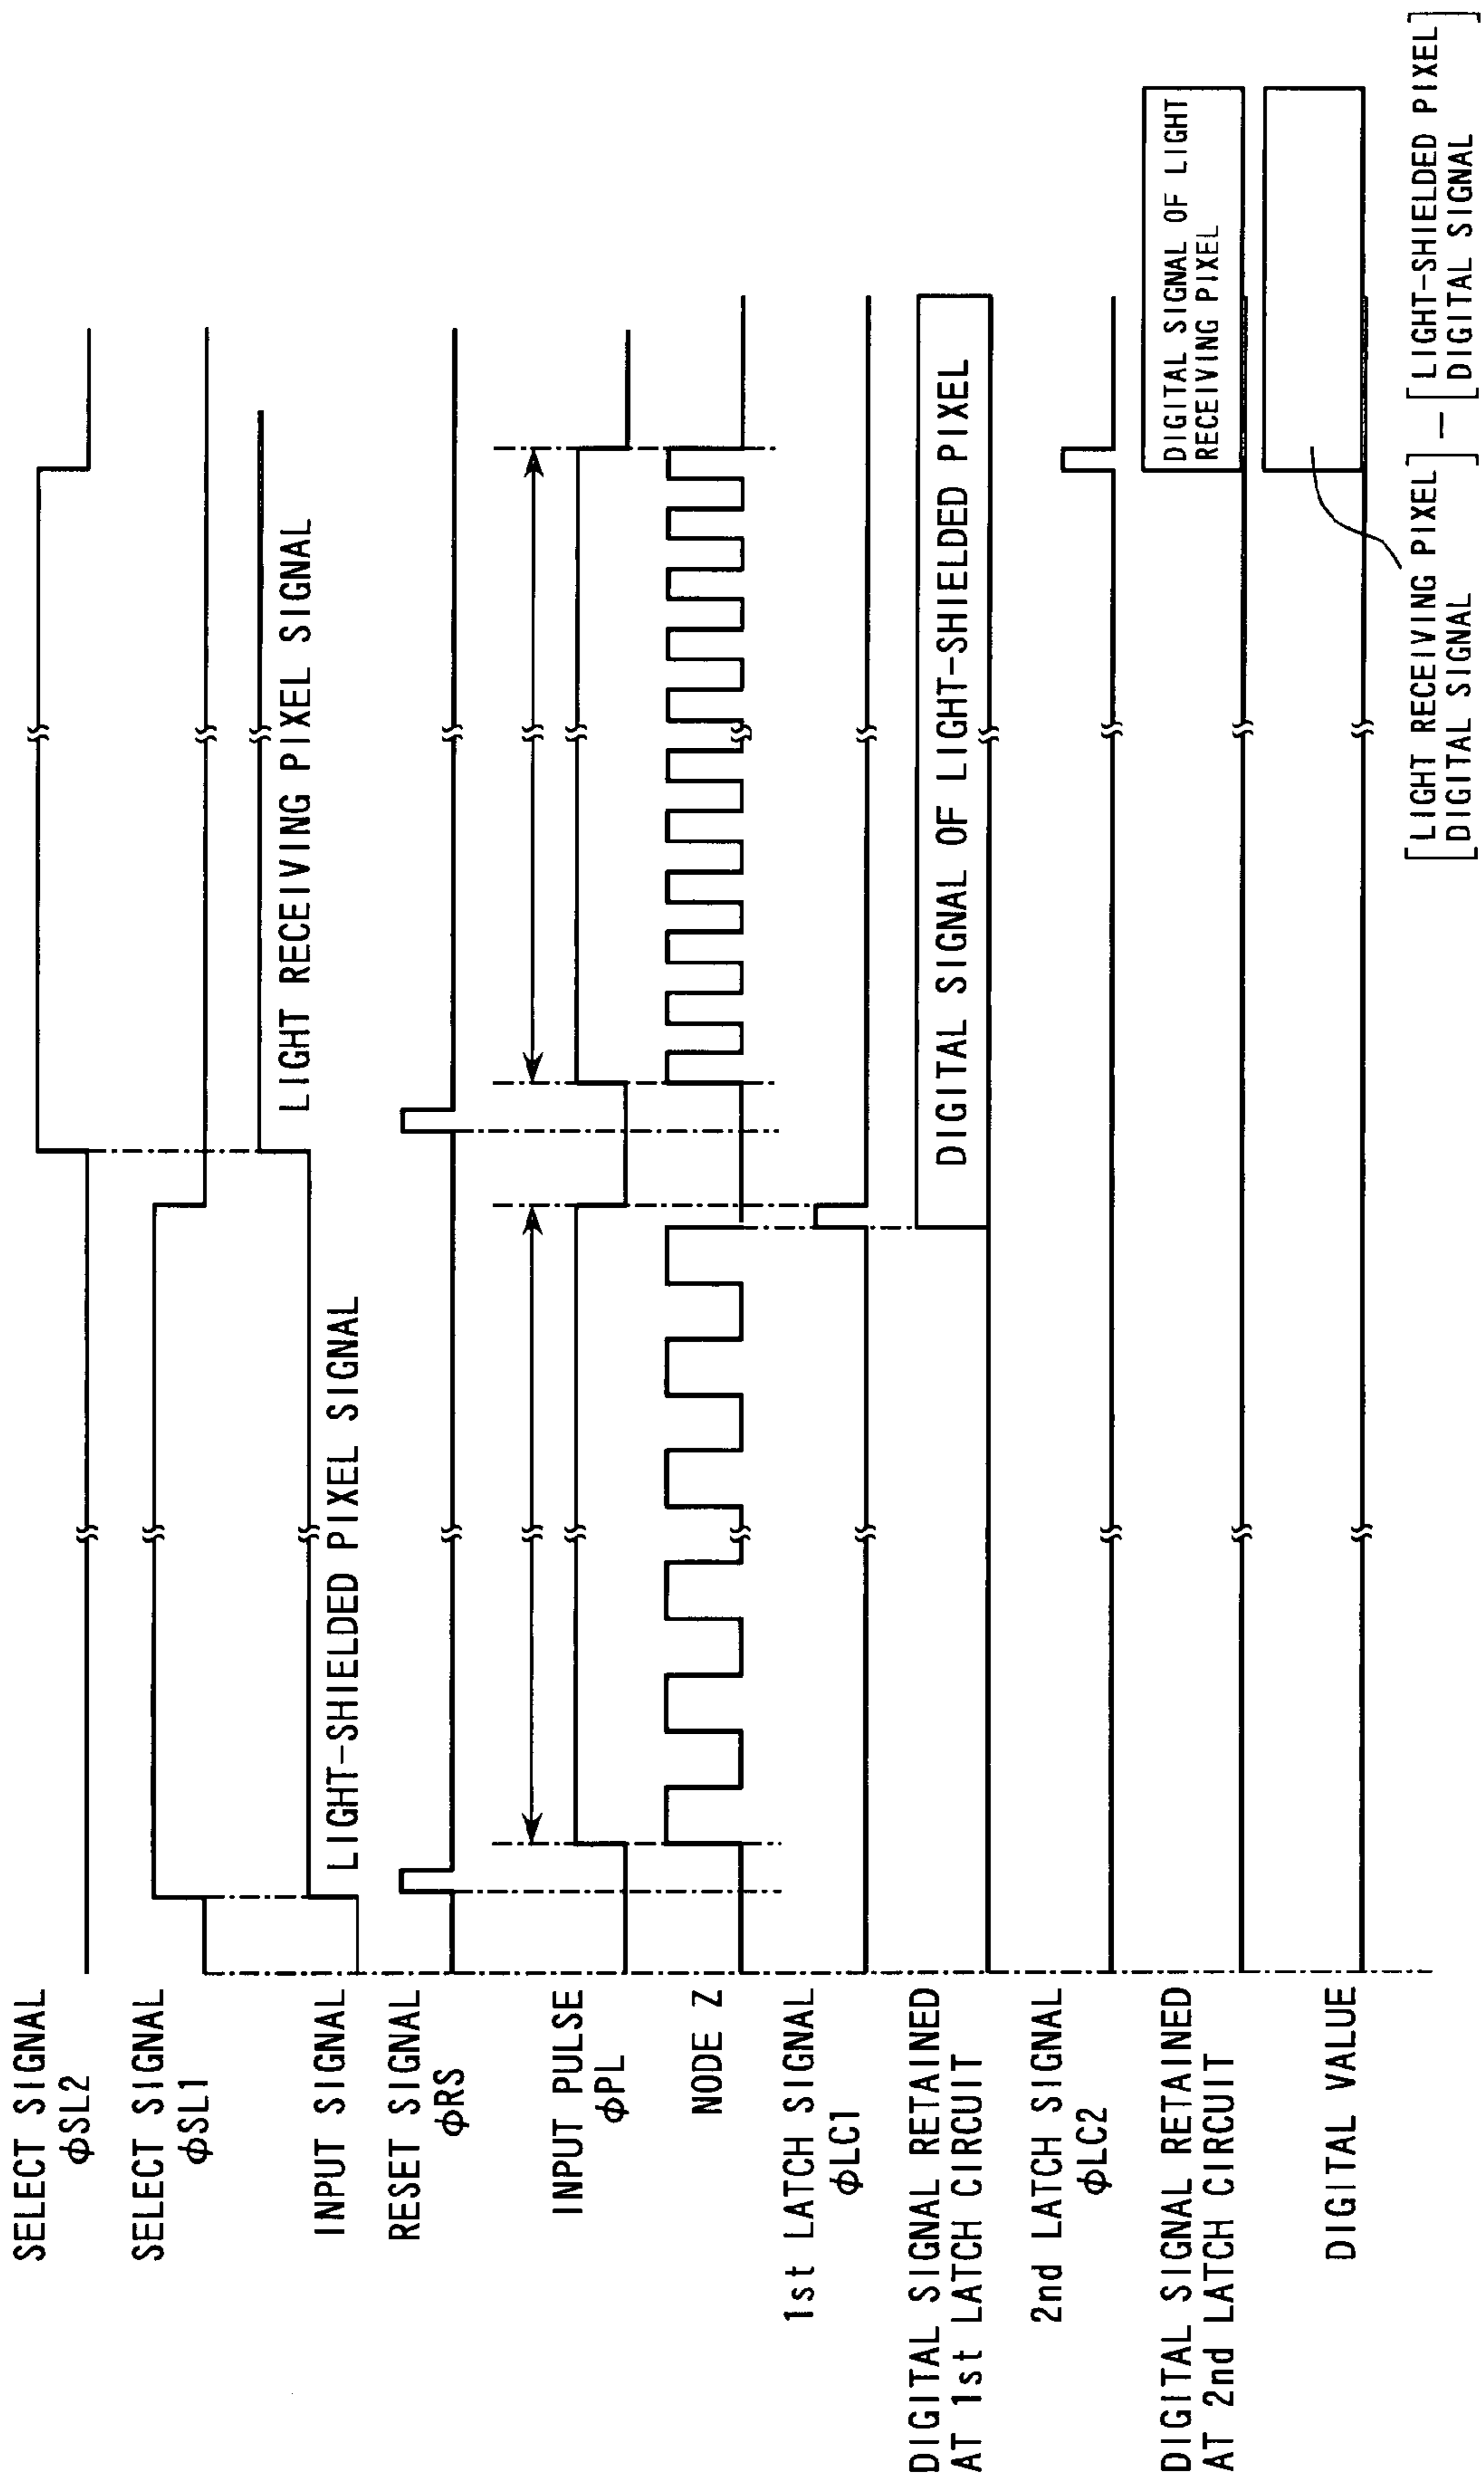 SELECT SIGNAL
φSL2
SELECT SIGNAL
φSL1
INPUT SIGNAL
LIGHT-SHIELDED PIXEL SIGNAL
LIGHT RECEIVING PIXEL SIGNAL
RESET SIGNAL
φRS
INPUT PULSE
φPL
NODE Z
1st LATCH SIGNAL
φLC1
DIGITAL SIGNAL RETAINED
AT 1st LATCH CIRCUIT
DIGITAL SIGNAL OF LIGHT-SHIELDED PIXEL
2nd LATCH SIGNAL
φLC2
DIGITAL SIGNAL RETAINED
AT 2nd LATCH CIRCUIT
DIGITAL SIGNAL OF LIGHT
RECEIVING PIXEL
DIGITAL VALUE
[LIGHT RECEIVING PIXEL] – [LIGHT-SHIELDED PIXEL]
[DIGITAL SIGNAL] [DIGITAL SIGNAL]